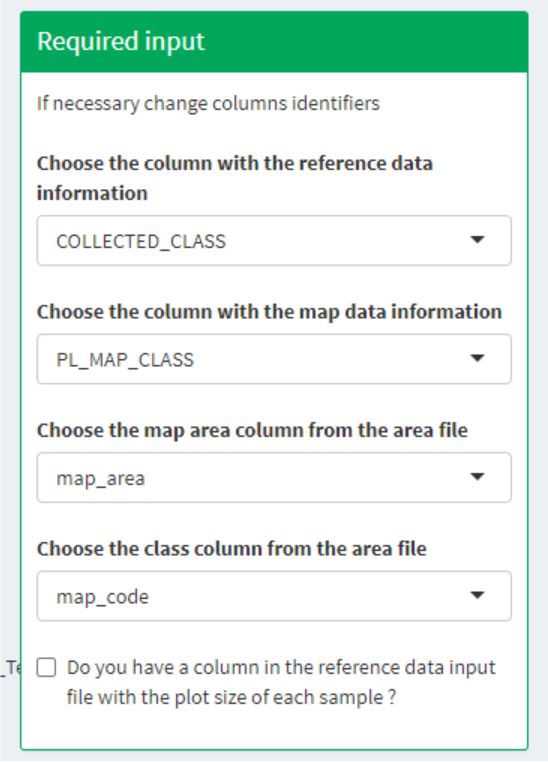 Required input
If necessary change columns identifiers
Choose the column with the reference data
information
COLLECTED_CLASS
Choose the column with the map data information
PL_MAP_CLASS
Choose the map area column from the area file
map_area
Choose the class column from the area file
map_code
Do you have a column in the reference data input
file with the plot size of each sample ?